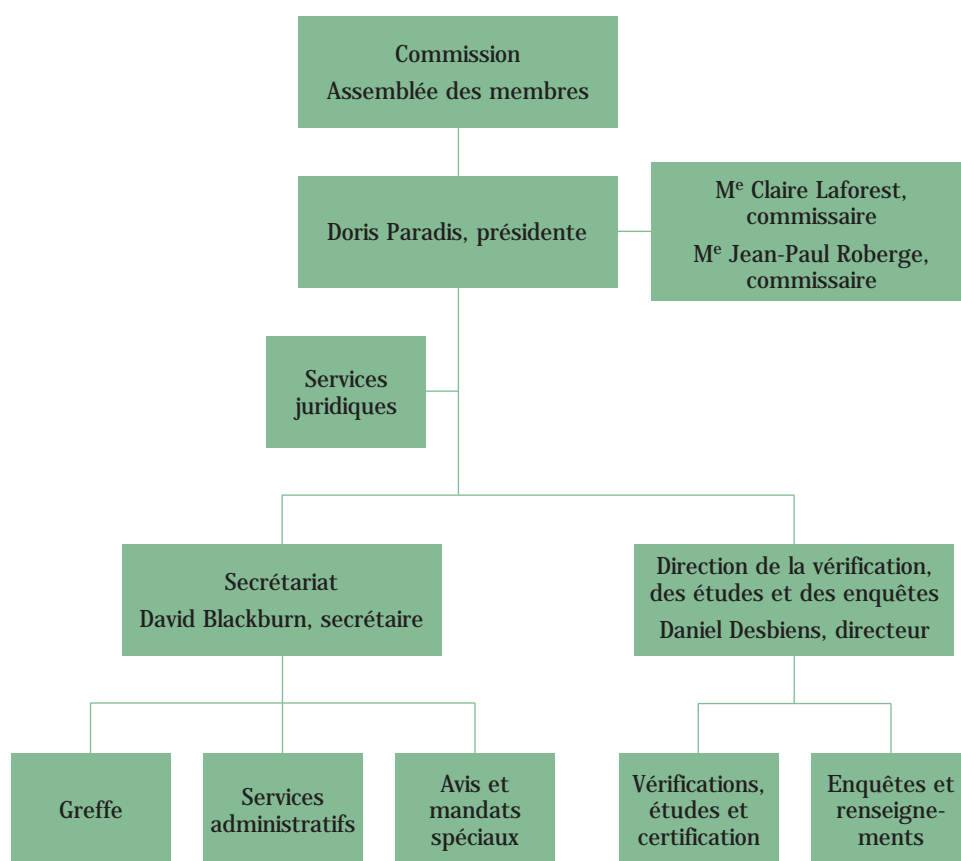 Commission
Assemblée des membres
Doris Paradis, présidente
Mᵉ Claire Laforest,
commissaire
Mᵉ Jean-Paul Roberge,
commissaire
Services
juridiques
Secrétariat
David Blackburn, secrétaire
Direction de la vérification,
des études et des enquêtes
Daniel Desbiens, directeur
Greffe
Services
administratifs
Avis et
mandats
spéciaux
Vérifications,
études et
certification
Enquêtes et
renseigne-
ments